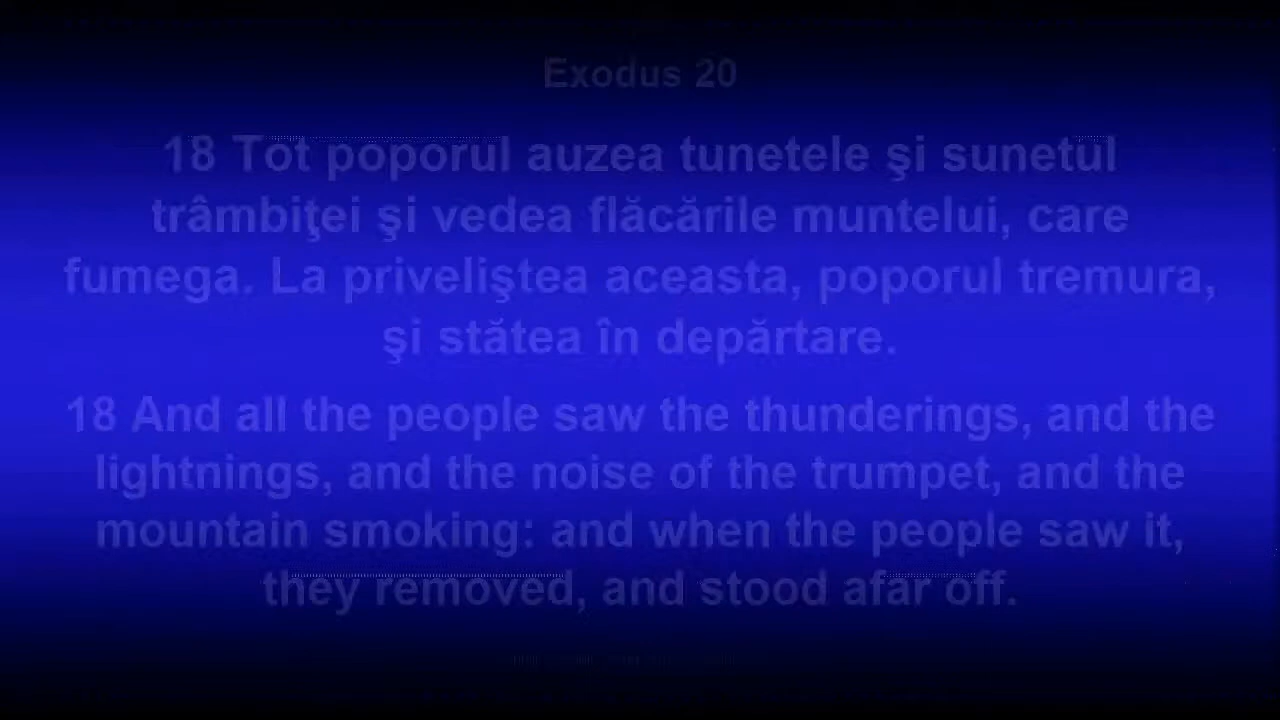 Exodus 20
18 Tot poporul auzea tunetele şi sunetul
trâmbiţei şi vedea flăcările muntelui, care
fumega. La priveliştea aceasta, poporul tremura,
şi stătea în depărtare.
18 And all the people saw the thunderings, and the
lightnings, and the noise of the trumpet, and the
mountain smoking: and when the people saw it,
they removed, and stood afar off.